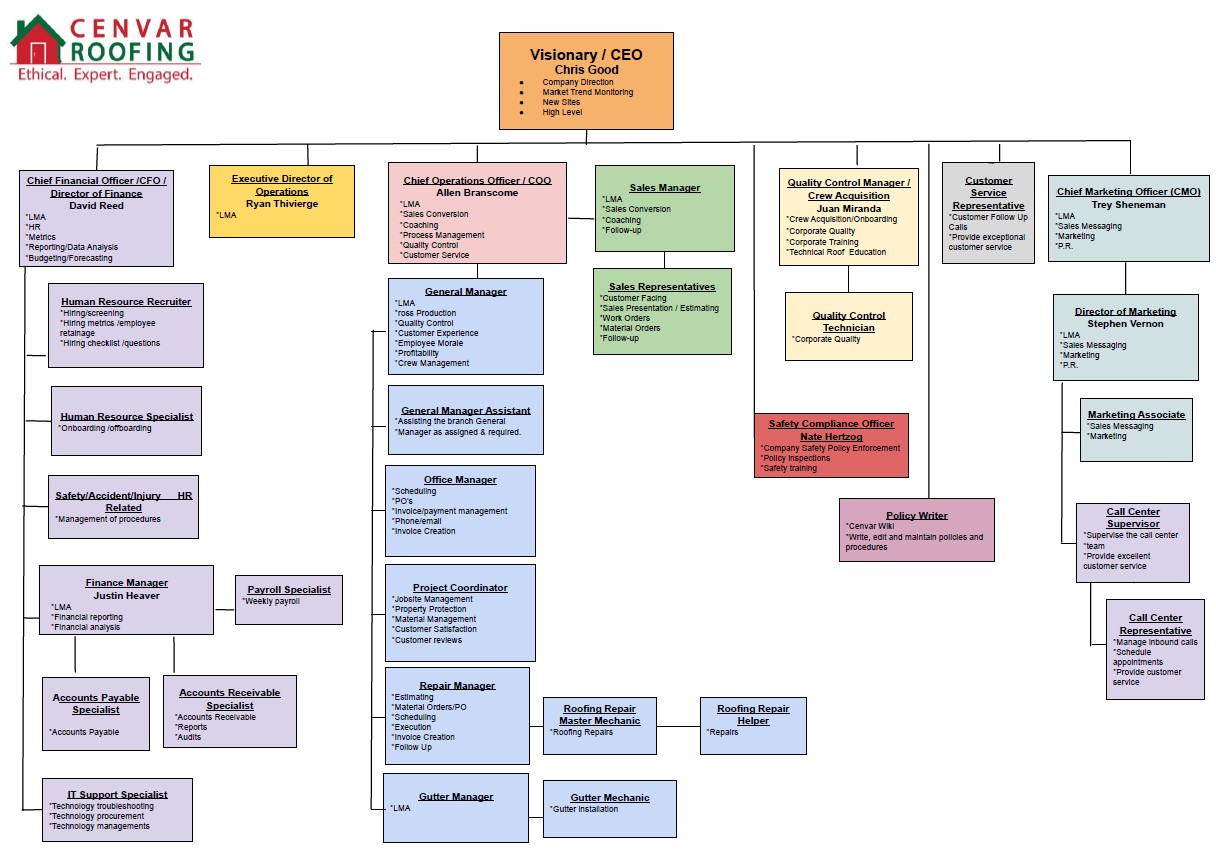 CENVAR
ROOFING
Ethical. Expert. Engaged.
Visionary / CEO
Chris Good
● Company Direction
● Market Trend Monitoring
● New Sites
● High Level
Chief Financial Officer /CFO /
Director of Finance
David Reed
*LMA
*HR
*Metrics
*Reporting/Data Analysis
*Budgeting/Forecasting
Executive Director of
Operations
Ryan Thivierge
*LMA
Chief Operations Officer / COO
Allen Branscome
*LMA
*Sales Conversion
*Coaching
*Process Management
*Quality Control
*Customer Service
Sales Manager
*LMA
*Sales Conversion
*Coaching
*Follow-up
Quality Control Manager /
Crew Acquisition
Juan Miranda
*Crew Acquisition/Onboarding
*Corporate Quality
*Corporate Training
*Technical Roof Education
Customer
Service
Representative
*Customer Follow Up
Calls
*Provide exceptional
customer service
Chief Marketing Officer (CMO)
Trey Sheneman
*LMA
*Sales Messaging
*Marketing
*P.R.
Human Resource Recruiter
*Hiring/screening
*Hiring metrics /employee
retainage
*Hiring checklist /questions
General Manager
*LMA
*ross Production
*Quality Control
*Customer Experience
*Employee Morale
*Profitability
*Crew Management
Sales Representatives
*Customer Facing
*Sales Presentation / Estimating
*Work Orders
*Material Orders
*Follow-up
Quality Control
Technician
*Corporate Quality
Director of Marketing
Stephen Vernon
*LMA
*Sales Messaging
*Marketing
*P.R.
Human Resource Specialist
*Onboarding /offboarding
General Manager Assistant
*Assisting the branch General
*Manager as assigned & required.
Safety Compliance Officer
Nate Hertzog
*Company Safety Policy Enforcement
*Policy Inspections
*Safety training
Marketing Associate
*Sales Messaging
*Marketing
Safety/Accident/Injury HR
Related
*Management of procedures
Office Manager
*Scheduling
*PO's
*Invoice/payment management
*Phone/email
*Invoice Creation
Policy Writer
*Cenvar Wiki
*Write, edit and maintain policies and
procedures
Call Center
Supervisor
*Supervise the call center
*team
*Provide excellent
customer service
Finance Manager
Justin Heaver
*LMA
*Financial reporting
*Financial analysis
Payroll Specialist
*Weekly payroll
Project Coordinator
*Jobsite Management
*Property Protection
*Material Management
*Customer Satisfaction
*Customer reviews
Call Center
Representative
*Manage inbound calls
*Schedule
appointments
*Provide customer
service
Accounts Payable
Specialist
*Accounts Payable
Accounts Receivable
Specialist
*Accounts Receivable
*Reports
*Audits
Repair Manager
*Estimating
*Material Orders/PO
*Scheduling
*Execution
*Invoice Creation
*Follow Up
Roofing Repair
Master Mechanic
*Roofing Repairs
Roofing Repair
Helper
*Repairs
IT Support Specialist
*Technology troubleshooting
*Technology procurement
*Technology managements
Gutter Manager
*LMA
Gutter Mechanic
*Gutter Installation